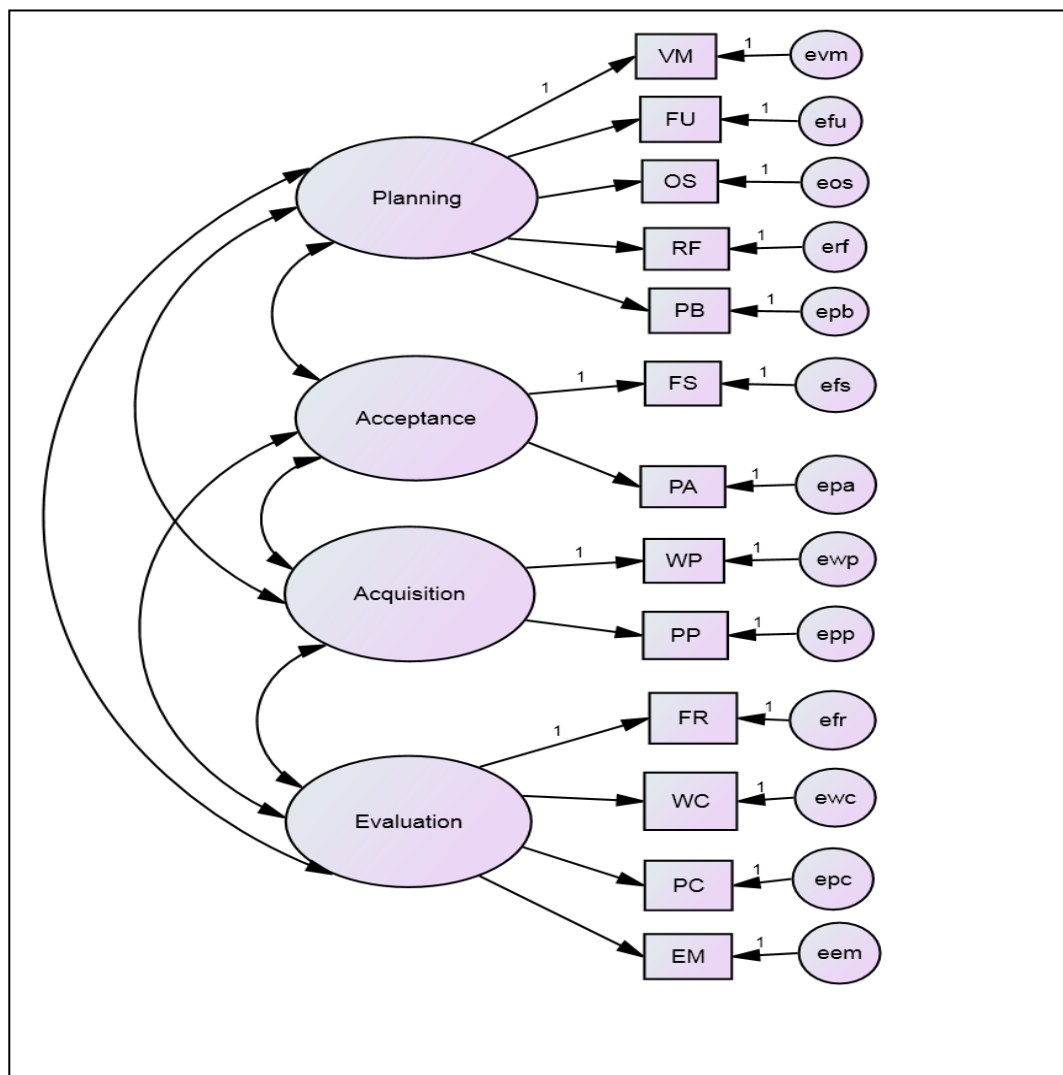 1 VM 1 evm
FU 1 efu
Planning OS 1 eos
RF 1 erf
PB 1 epb
Acceptance 1 FS 1 efs
PA 1 epa
Acquisition 1 WP 1 ewp
PP 1 epp
1 FR 1 efr
Evaluation WC 1 ewc
PC 1 epc
EM 1 eem